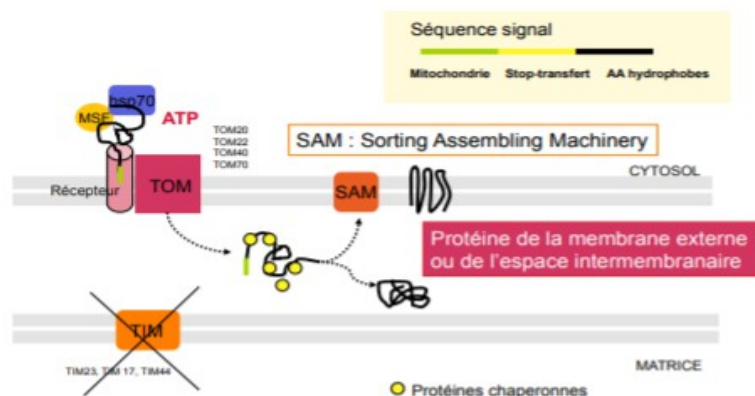 Séquence signal
Mitochondrie Stop-transfert AA hydrophobes
hsp70
MSF
ATP
TOM20
TOM22
TOM40
TOM70
SAM : Sorting Assembling Machinery
CYTOSOL
Récepteur
TOM
SAM
Protéine de la membrane externe
ou de l'espace intermembranaire
TIM
TIM23, TIM 17, TIM44
MATRICE
Protéines chaperonnes